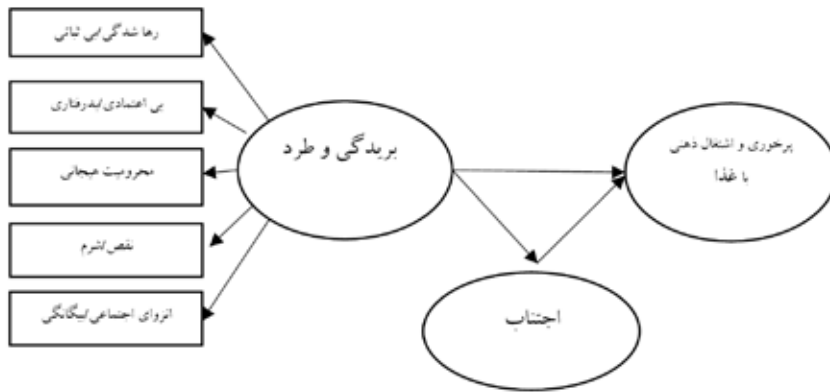 رها شدگی/بی ثباتی
بی اعتمادی/بدرفتاری
محرومیت هیجانی
نقص/شرم
انزوای اجتماعی/بیگانگی
بریدگی و طرد
پرخوری و اشتغال ذهنی
با غذا
اجتناب